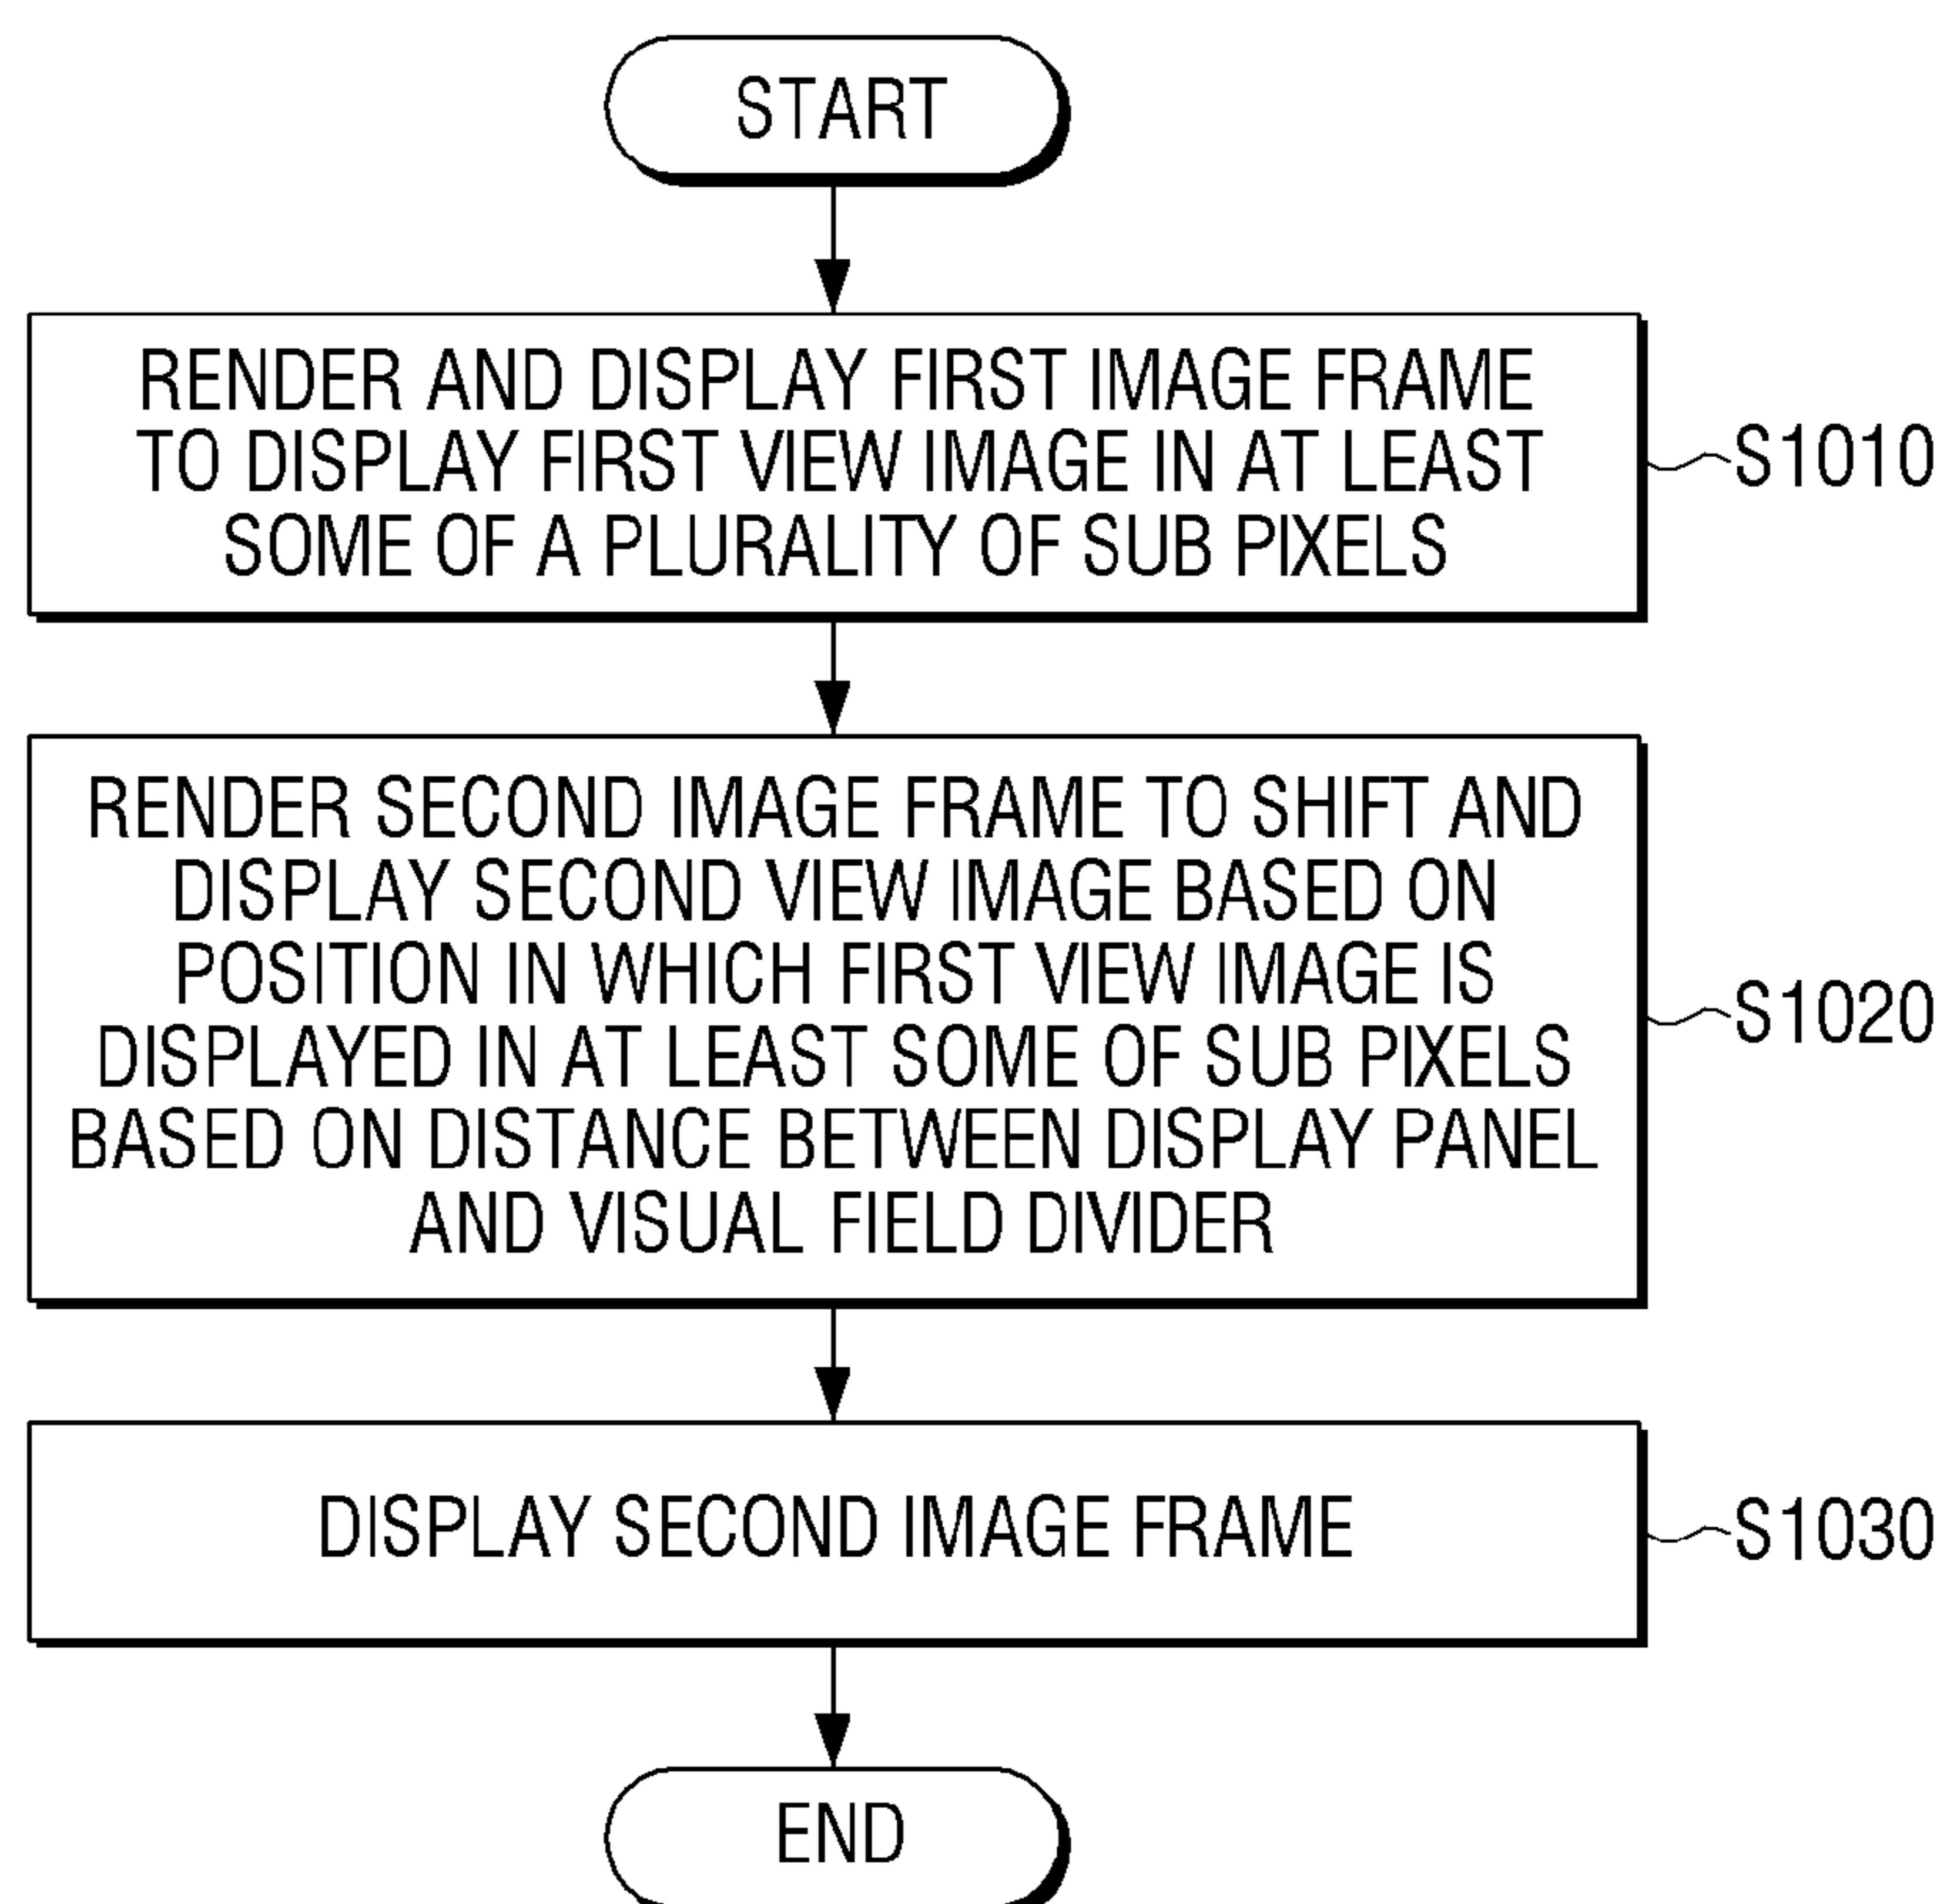 START
RENDER AND DISPLAY FIRST IMAGE FRAME
TO DISPLAY FIRST VIEW IMAGE IN AT LEAST
SOME OF A PLURALITY OF SUB PIXELS
S1010
RENDER SECOND IMAGE FRAME TO SHIFT AND
DISPLAY SECOND VIEW IMAGE BASED ON
POSITION IN WHICH FIRST VIEW IMAGE IS
DISPLAYED IN AT LEAST SOME OF SUB PIXELS
BASED ON DISTANCE BETWEEN DISPLAY PANEL
AND VISUAL FIELD DIVIDER
S1020
DISPLAY SECOND IMAGE FRAME
S1030
END